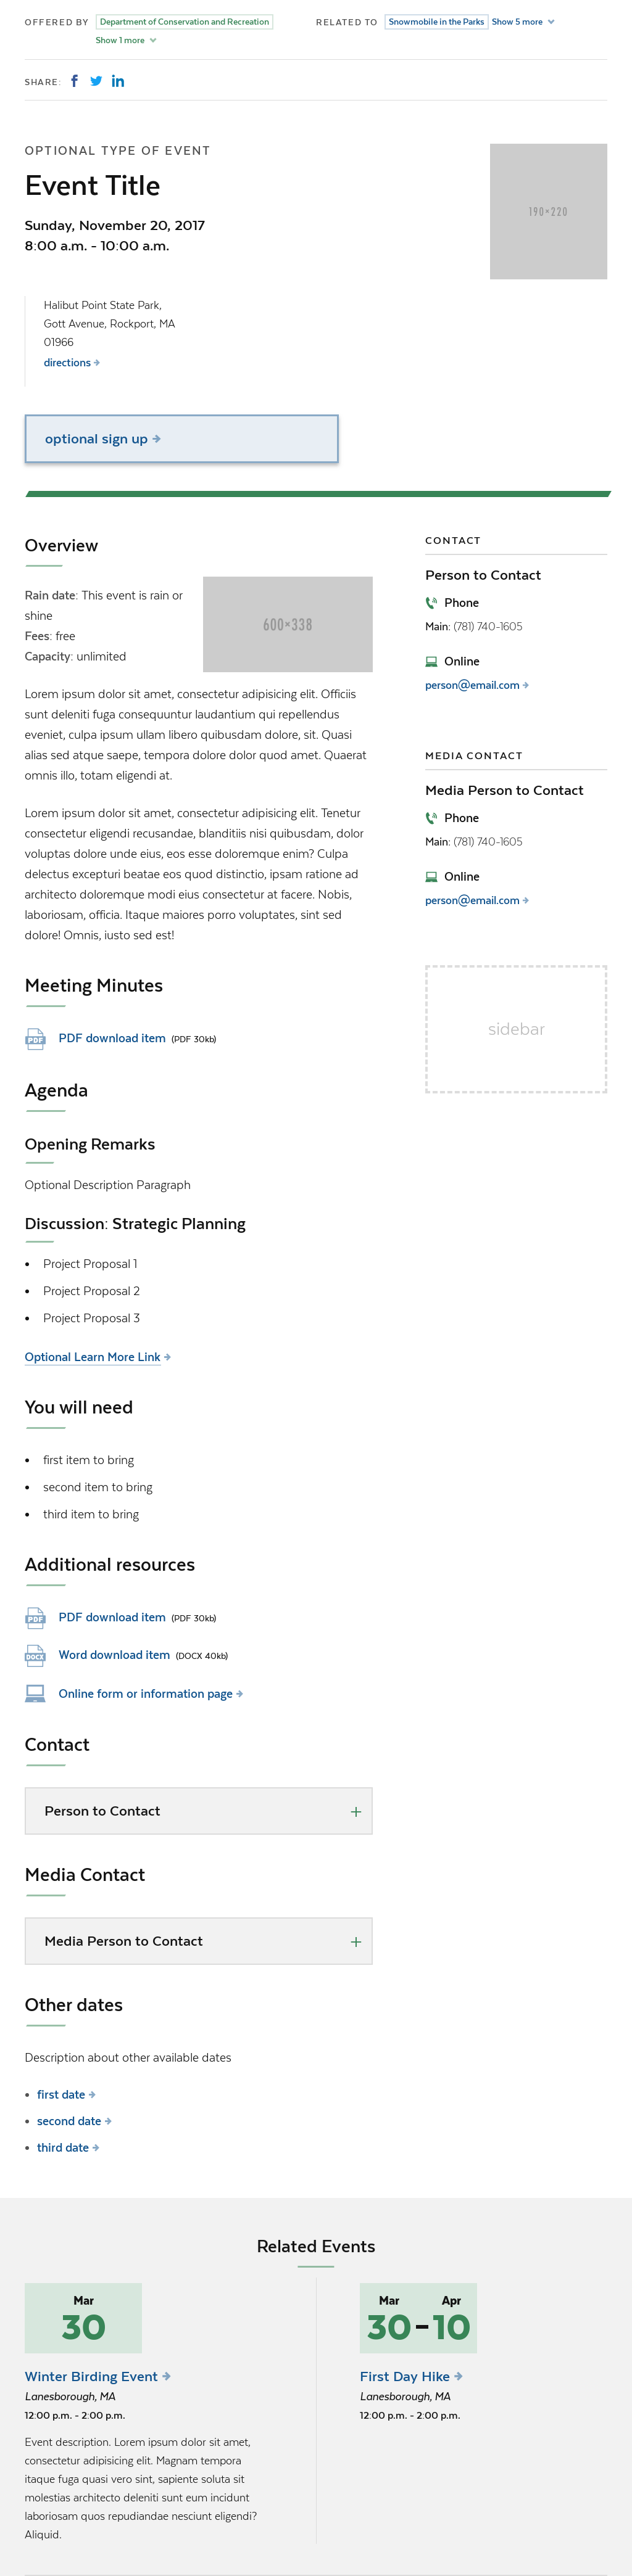 OFFERED BY Department of Conservation and Recreation
Show 1 more
RELATED TO Snowmobile in the Parks Show 5 more
SHARE:
OPTIONAL TYPE OF EVENT
Event Title
Sunday, November 20, 2017
8:00 a.m. - 10:00 a.m.
190×220
Halibut Point State Park,
Gott Avenue, Rockport, MA
01966
directions
optional sign up
Overview
Rain date: This event is rain or
shine
Fees: free
Capacity: unlimited
600×338
Lorem ipsum dolor sit amet, consectetur adipisicing elit. Officiis
sunt deleniti fuga consequuntur laudantium qui repellendus
eveniet, culpa ipsum ullam libero quibusdam dolore, sit. Quasi
alias sed atque saepe, tempora dolore dolor quod amet. Quaerat
omnis illo, totam eligendi at.
Lorem ipsum dolor sit amet, consectetur adipisicing elit. Tenetur
consectetur eligendi recusandae, blanditiis nisi quibusdam, dolor
voluptas dolore unde eius, eos esse doloremque enim? Culpa
delectus excepturi beatae eos quod distinctio, ipsam ratione ad
architecto doloremque modi eius consectetur at facere. Nobis,
laboriosam, officia. Itaque maiores porro voluptates, sint sed
dolore! Omnis, iusto sed est!
Meeting Minutes
PDF
PDF download item (PDF 30kb)
Agenda
Opening Remarks
Optional Description Paragraph
Discussion: Strategic Planning
• Project Proposal 1
• Project Proposal 2
• Project Proposal 3
Optional Learn More Link
You will need
• first item to bring
• second item to bring
• third item to bring
Additional resources
PDF
PDF download item (PDF 30kb)
DOCX
Word download item (DOCX 40kb)
Online form or information page
Contact
Person to Contact
Media Contact
Media Person to Contact
Other dates
Description about other available dates
• first date
• second date
• third date
CONTACT
Person to Contact
Phone
Main: (781) 740-1605
Online
person@email.com
MEDIA CONTACT
Media Person to Contact
Phone
Main: (781) 740-1605
Online
person@email.com
sidebar
Related Events
Mar
30
Winter Birding Event
Lanesborough, MA
12:00 p.m. - 2:00 p.m.
Event description. Lorem ipsum dolor sit amet,
consectetur adipisicing elit. Magnam tempora
itaque fuga quasi vero sint, sapiente soluta sit
molestias architecto deleniti sunt eum incidunt
laboriosam quos repudiandae nesciunt eligendi?
Aliquid.
Mar Apr
30-10
First Day Hike
Lanesborough, MA
12:00 p.m. - 2:00 p.m.